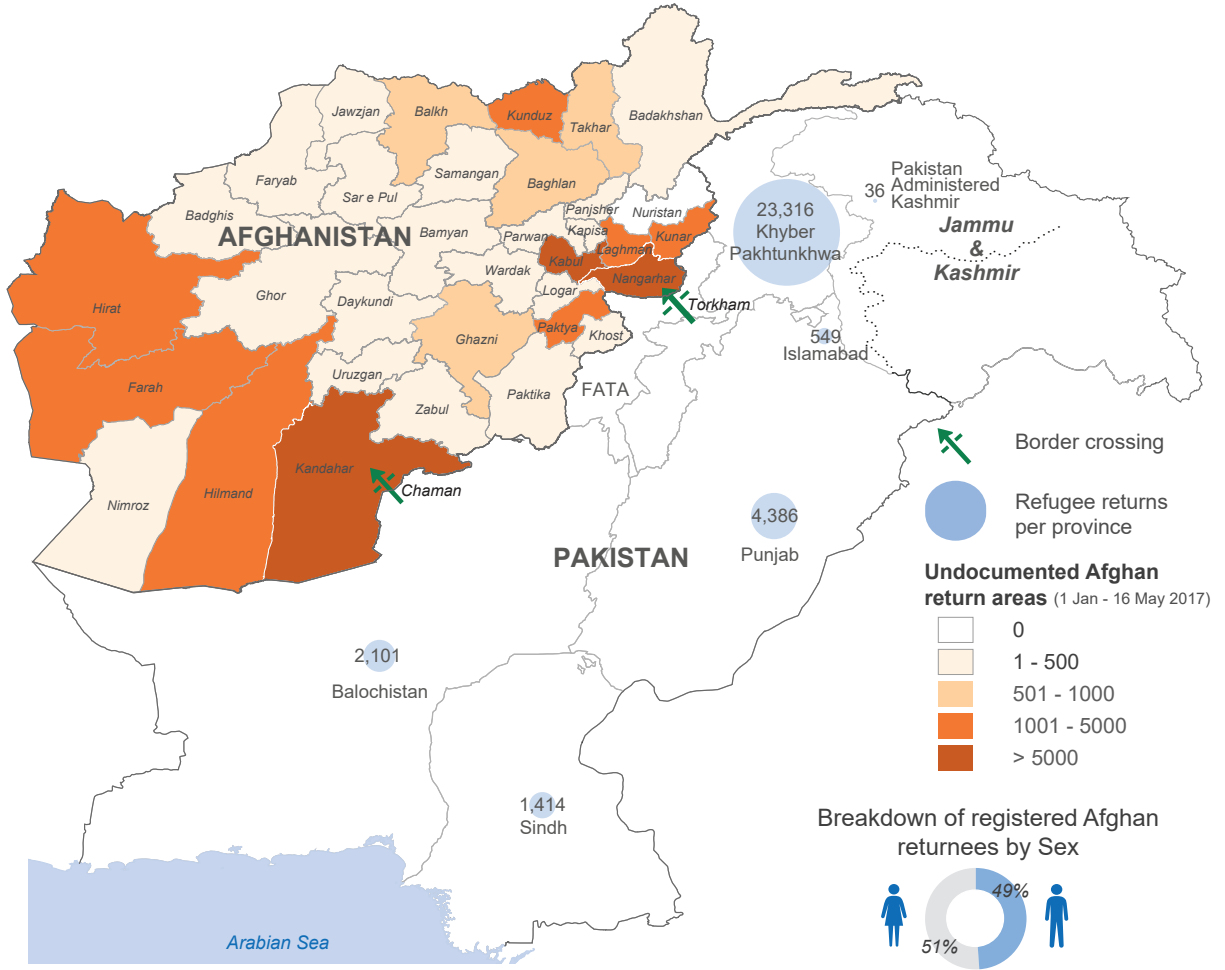 Jawzjan
Balkh
Kunduz
Takhar
Badakhshan
Faryab
Sar e Pul
Samangan
Baghlan
Badghis
AFGHANISTAN
Bamyan
Panjsher
Nuristan
Parwan
Kapisa
Laghman
Kunar
Kabul
Wardak
Nangarhar
Logar
Torkham
Hirat
Ghor
Daykundi
Ghazni
Paktya
Khost
Farah
Uruzgan
Zabul
Paktika
FATA
Nimroz
Hilmand
Kandahar
Chaman
23,316
Khyber
Pakhtunkhwa
36
Pakistan
Administered
Kashmir
Jammu
&
Kashmir
549
Islamabad
4,386
Punjab
PAKISTAN
2,101
Balochistan
1,414
Sindh
Arabian Sea
Border crossing
Refugee returns
per province
Undocumented Afghan
return areas (1 Jan - 16 May 2017)
0
1 - 500
501 - 1000
1001 - 5000
> 5000
Breakdown of registered Afghan
returnees by Sex
49%
51%